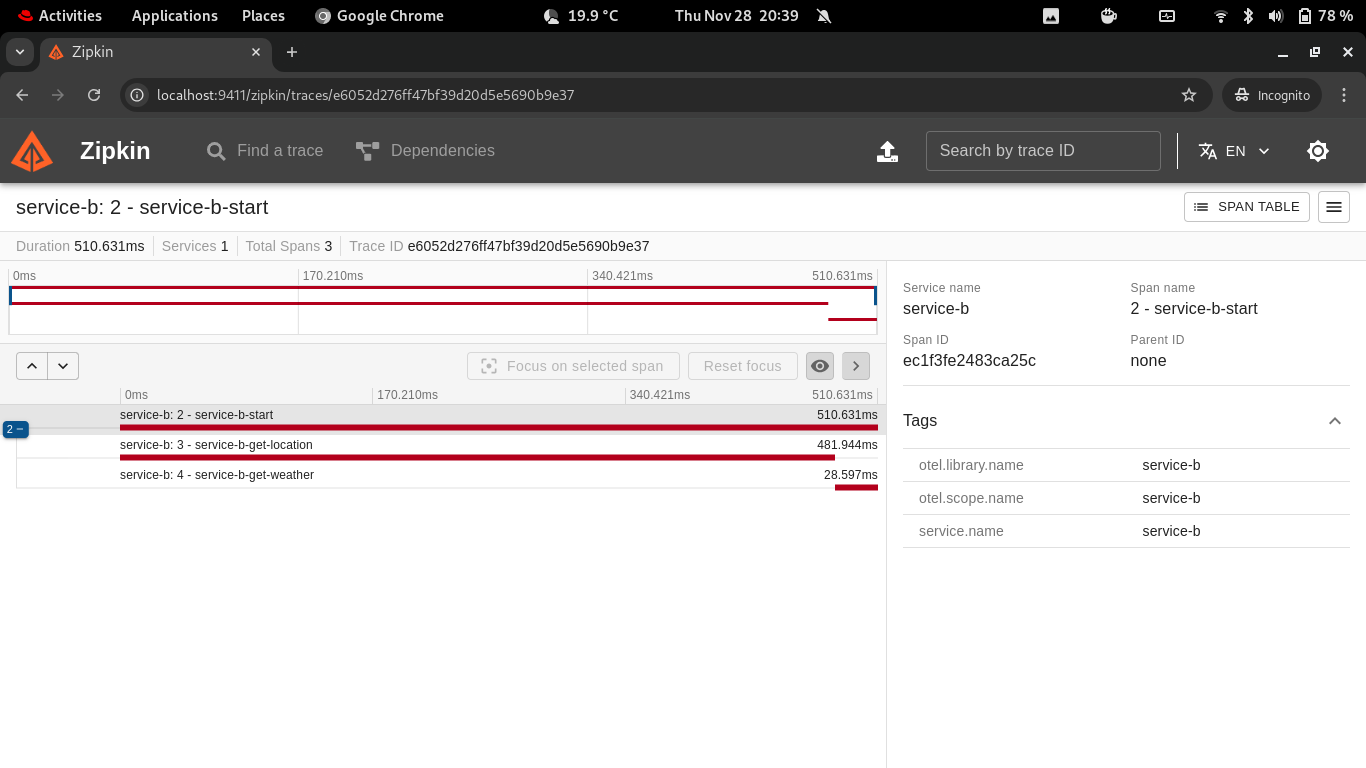 Activities Applications Places Google Chrome 19.9 °C Thu Nov 28 20:39 78 %
Zipkin
localhost:9411/zipkin/traces/e6052d276ff47bf39d20d5e5690b9e37 Incognito
Zipkin Find a trace Dependencies Search by trace ID EN
service-b: 2 - service-b-start SPAN TABLE
Duration 510.631ms Services 1 Total Spans 3 Trace ID e6052d276ff47bf39d20d5e5690b9e37
0ms 170.210ms 340.421ms 510.631ms
Focus on selected span Reset focus
0ms 170.210ms 340.421ms 510.631ms
service-b: 2 - service-b-start 510.631ms
2 −
service-b: 3 - service-b-get-location 481.944ms
service-b: 4 - service-b-get-weather 28.597ms
Service name Span name
service-b 2 - service-b-start
Span ID Parent ID
ec1f3fe2483ca25c none
Tags
otel.library.name service-b
otel.scope.name service-b
service.name service-b